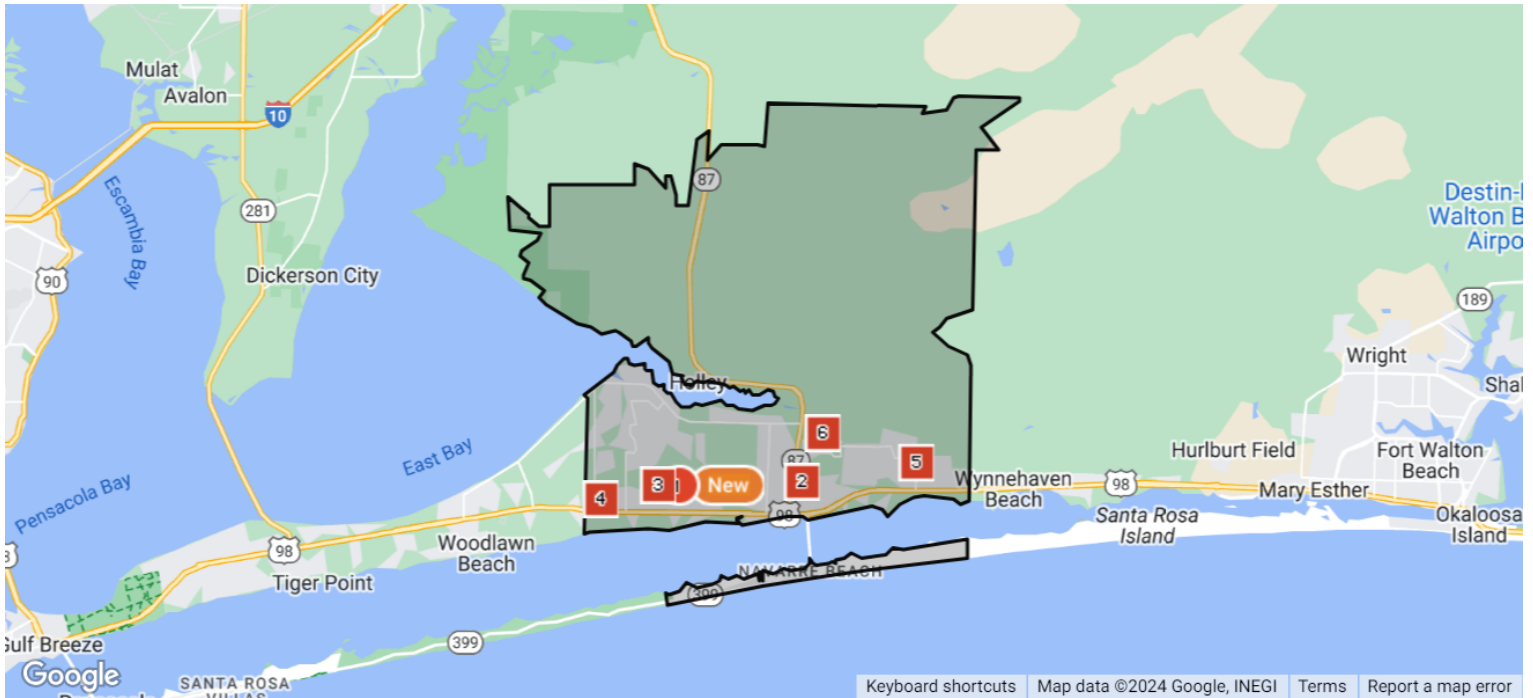 Mulat
Avalon
10
Escambia Bay
87
281
Destin-
Walton B
Airpo
90
Dickerson City
189
Wright
Holley
Shal
6
Hurlburt Field
Fort Walton
Beach
East Bay
87
5
Wynnehaven
Beach
98
Mary Esther
4
3
New
2
Pensacola Bay
98
Santa Rosa
Island
Okaloosa
Island
98
Woodlawn
Beach
Tiger Point
NAVARRE BEACH
399
Gulf Breeze
399
Google
SANTA ROSA
VILLAS
Keyboard shortcuts
Map data ©2024 Google, INEGI
Terms
Report a map error